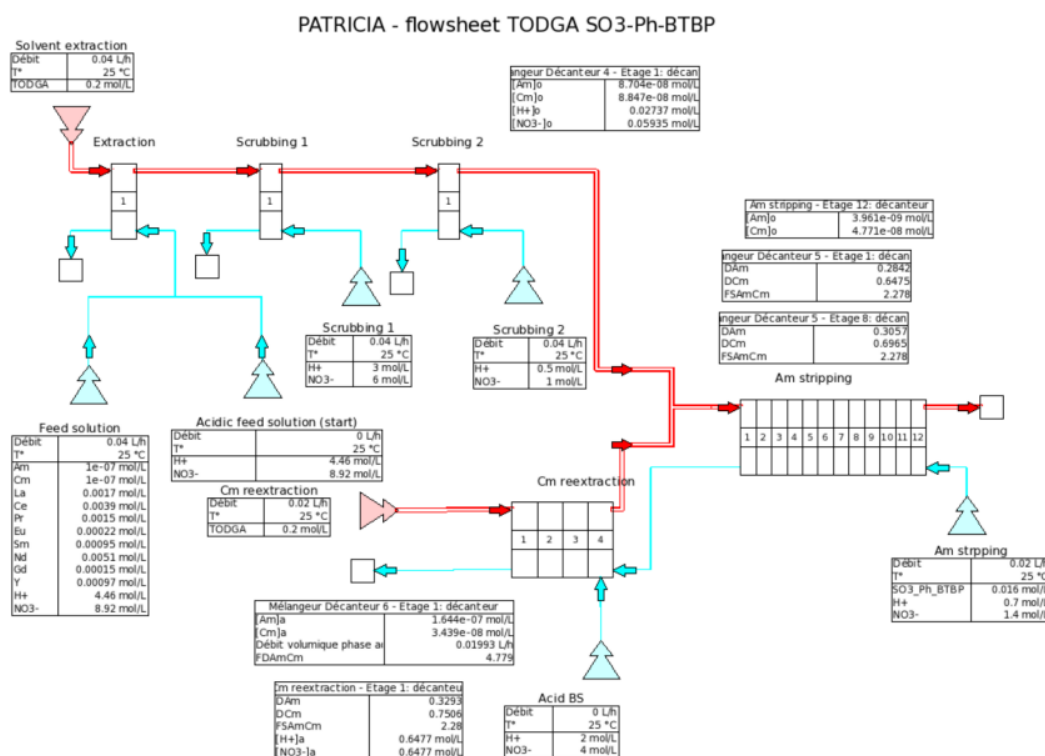 PATRICIA - flowsheet TODGA SO3-Ph-BTBP
Solvent extraction
Débit 0.04 L/h
T* 25 °C
TODGA 0.2 mol/L
angeur Décanteur 4 - Etage 1: décan
[Am]o 8.704e-08 mol/L
[Cm]o 8.847e-08 mol/L
[H+]o 0.02737 mol/L
[NO3-]o 0.05935 mol/L
Extraction
Scrubbing 1
Scrubbing 2
1
1
1
Am stripping - Etage 12: décanteur
[Am]o 3.961e-09 mol/L
[Cm]o 4.771e-08 mol/L
angeur Décanteur 5 - Etage 1: décan
DAm 0.2842
DCm 0.6475
FSAmCm 2.278
angeur Décanteur 5 - Etage 8: décan
DAm 0.3057
DCm 0.6965
FSAmCm 2.278
Scrubbing 1
Débit 0.04 L/h
T* 25 °C
H+ 3 mol/L
NO3- 6 mol/L
Scrubbing 2
Débit 0.04 L/h
T* 25 °C
H+ 0.5 mol/L
NO3- 1 mol/L
Am stripping
1 2 3 4 5 6 7 8 9 10 11 12
Feed solution
Débit 0.04 L/h
T* 25 °C
Am 1e-07 mol/L
Cm 1e-07 mol/L
La 0.0017 mol/L
Ce 0.0039 mol/L
Pr 0.0015 mol/L
Eu 0.00022 mol/L
Sm 0.00095 mol/L
Nd 0.0051 mol/L
Gd 0.00015 mol/L
Y 0.00097 mol/L
H+ 4.46 mol/L
NO3- 8.92 mol/L
Acidic feed solution (start)
Débit 0 L/h
T* 25 °C
H+ 4.46 mol/L
NO3- 8.92 mol/L
Cm reextraction
Débit 0.02 L/h
T* 25 °C
TODGA 0.2 mol/L
Cm reextraction
1 2 3 4
Am strpping
Débit 0.02 L/h
T* 25 °C
SO3_Ph_BTBP 0.016 mol/L
H+ 0.7 mol/L
NO3- 1.4 mol/L
Mélangeur Décanteur 6 - Etage 1: décanteur
[Am]a 1.644e-07 mol/L
[Cm]a 3.439e-08 mol/L
Débit volumique phase a 0.01993 L/h
FDAmCm 4.779
Cm reextraction - Etage 1: décanteu
DAm 0.3293
DCm 0.7506
FSAmCm 2.28
[H+]a 0.6477 mol/L
[NO3-]a 0.6477 mol/L
Acid BS
Débit 0 L/h
T* 25 °C
H+ 2 mol/L
NO3- 4 mol/L